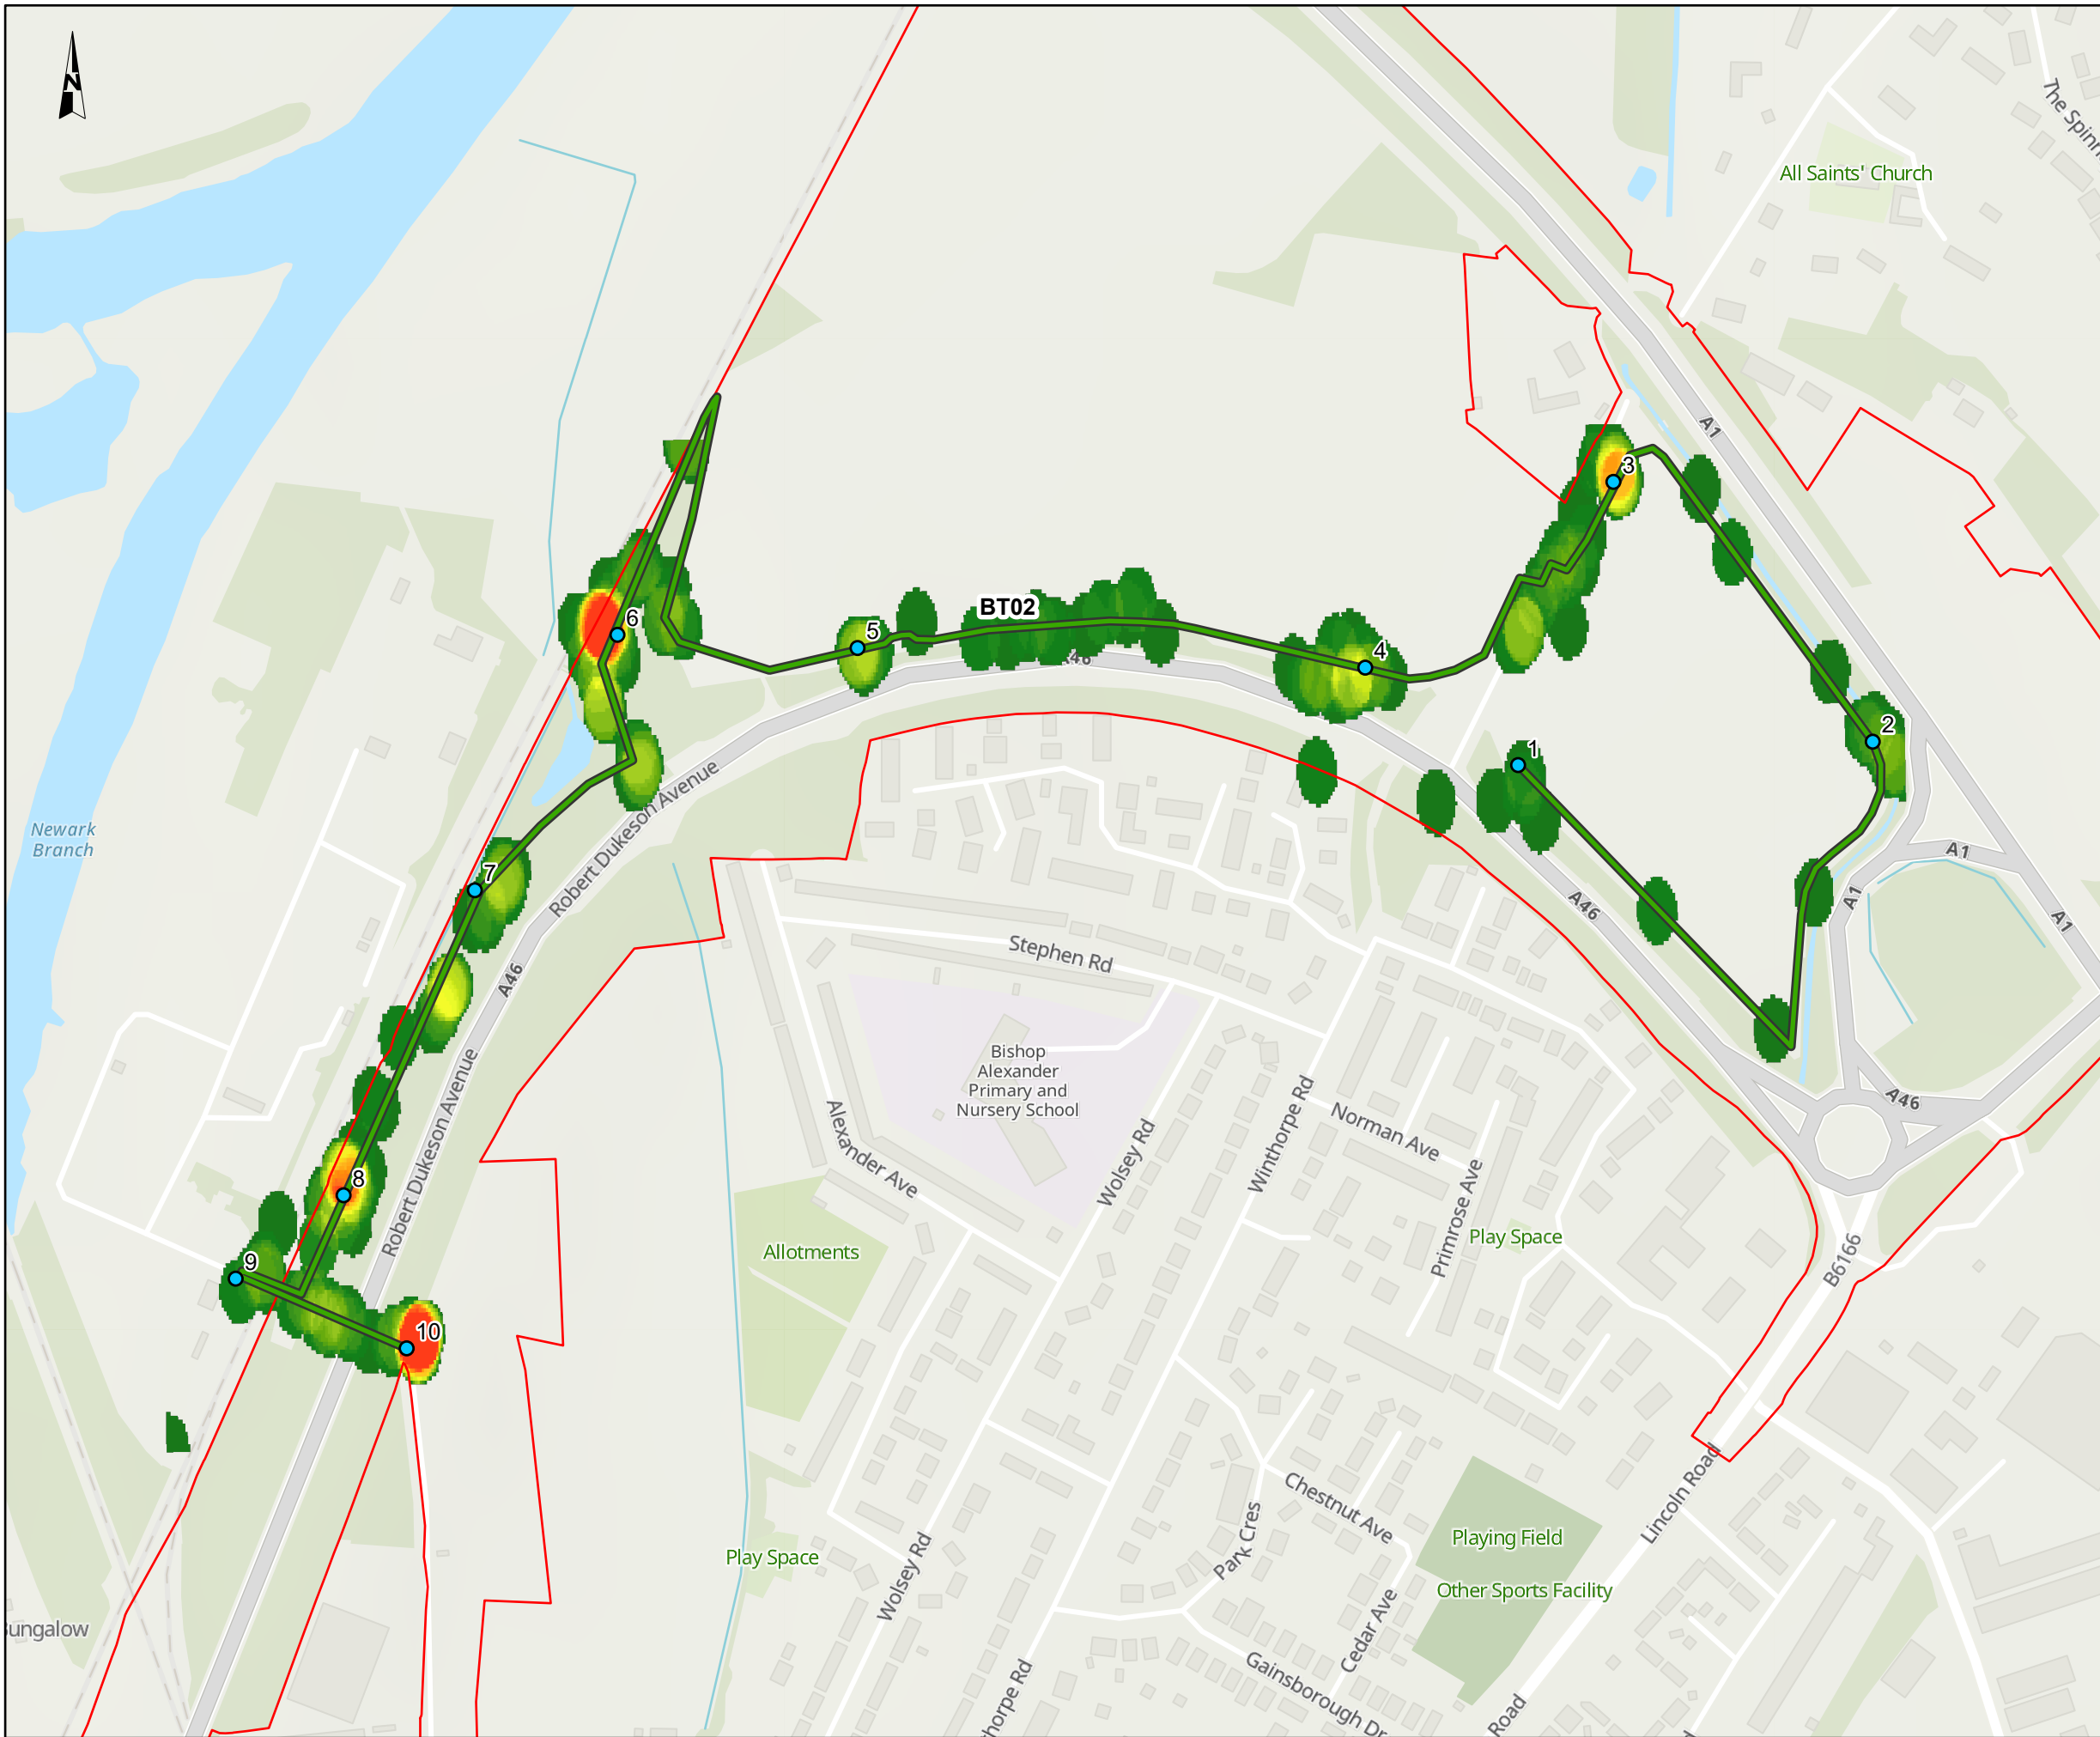 N
The Spinn
All Saints' Church
A1
3
6
5
BT02
4
A46
2
1
Robert Dukeson Avenue
Newark
Branch
7
A1
A1
A1
A46
Stephen Rd
A46
Bishop
Alexander
Primary and
Nursery School
Robert Dukeson Avenue
Alexander Ave
Wolsey Rd
Winthorpe Rd
Norman Ave
A46
8
Primrose Ave
Play Space
Allotments
B6166
9
10
Chestnut Ave
Lincoln Road
Park Cres
Playing Field
Play Space
Wolsey Rd
Other Sports Facility
Cedar Ave
ungalow
Gainsborough Dr
thorpe Rd
Road